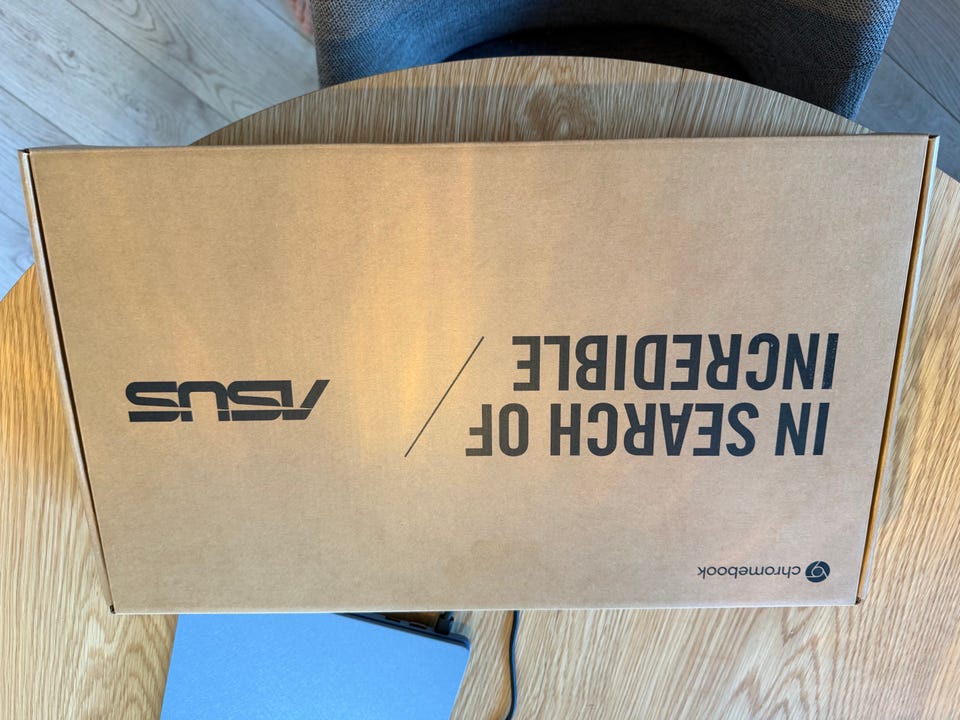 chromebook
IN SEARCH OF
INCREDIBLE
ASUS